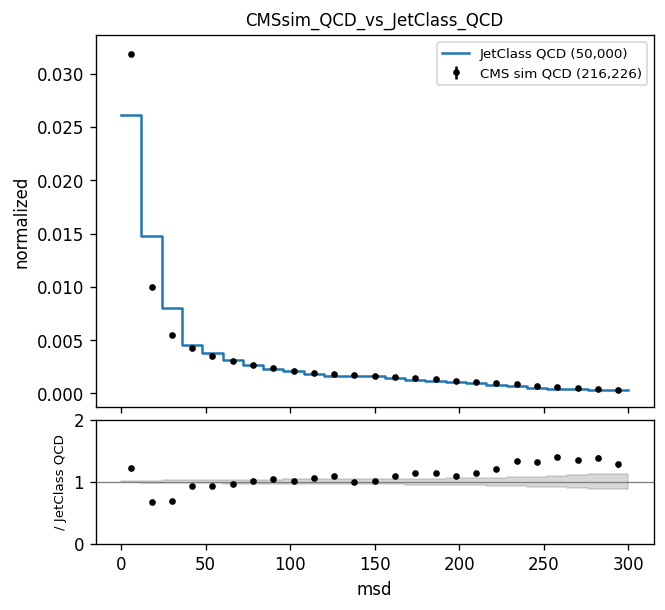 CMSsim_QCD_vs_JetClass_QCD
JetClass QCD (50,000)
CMS sim QCD (216,226)
normalized
0.030
0.025
0.020
0.015
0.010
0.005
0.000
/ JetClass QCD
2
1
0
0 50 100 150 200 250 300
msd